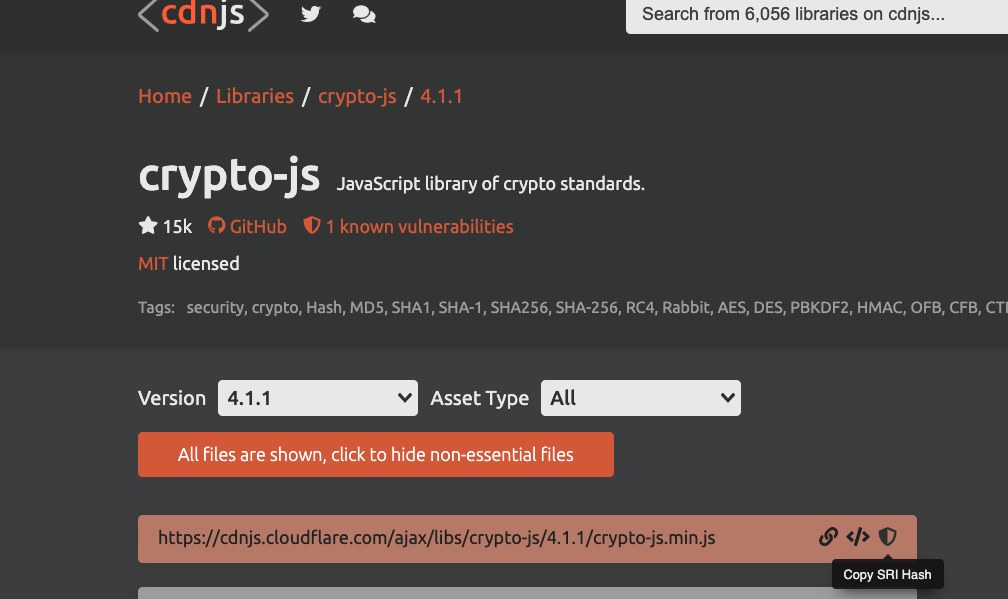 <cdnjs>
Search from 6,056 libraries on cdnjs...
Home / Libraries / crypto-js / 4.1.1
crypto-js JavaScript library of crypto standards.
15k GitHub 1 known vulnerabilities
MIT licensed
Tags: security, crypto, Hash, MD5, SHA1, SHA-1, SHA256, SHA-256, RC4, Rabbit, AES, DES, PBKDF2, HMAC, OFB, CFB,
Version 4.1.1 Asset Type All
All files are shown, click to hide non-essential files
https://cdnjs.cloudflare.com/ajax/libs/crypto-js/4.1.1/crypto-js.min.js </>
Copy SRI Hash